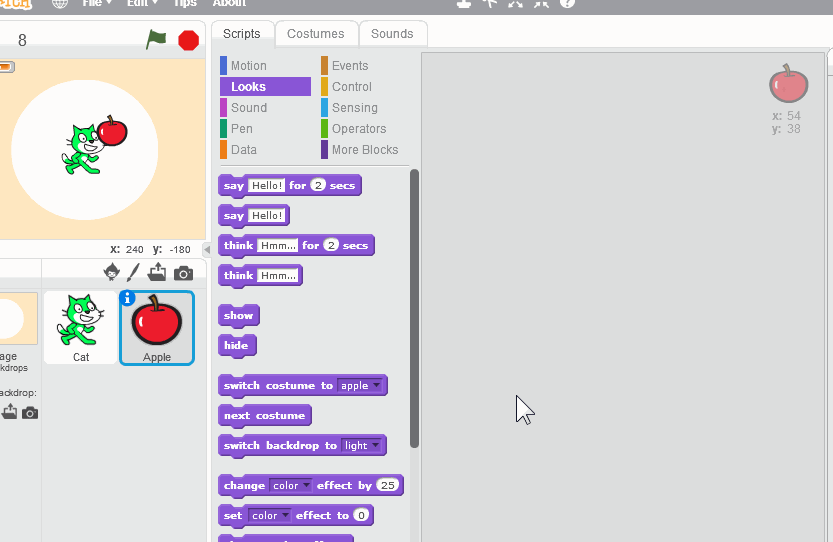 File Edit Tips About
8
Scripts Costumes Sounds
Motion Events
Looks Control
Sound Sensing
Pen Operators
Data More Blocks
x: 54
y: 38
say Hello! for 2 secs
say Hello!
think Hmm... for 2 secs
think Hmm...
show
hide
switch costume to apple
next costume
switch backdrop to light
change color effect by 25
set color effect to 0
x: 240 y: -180
Cat Apple